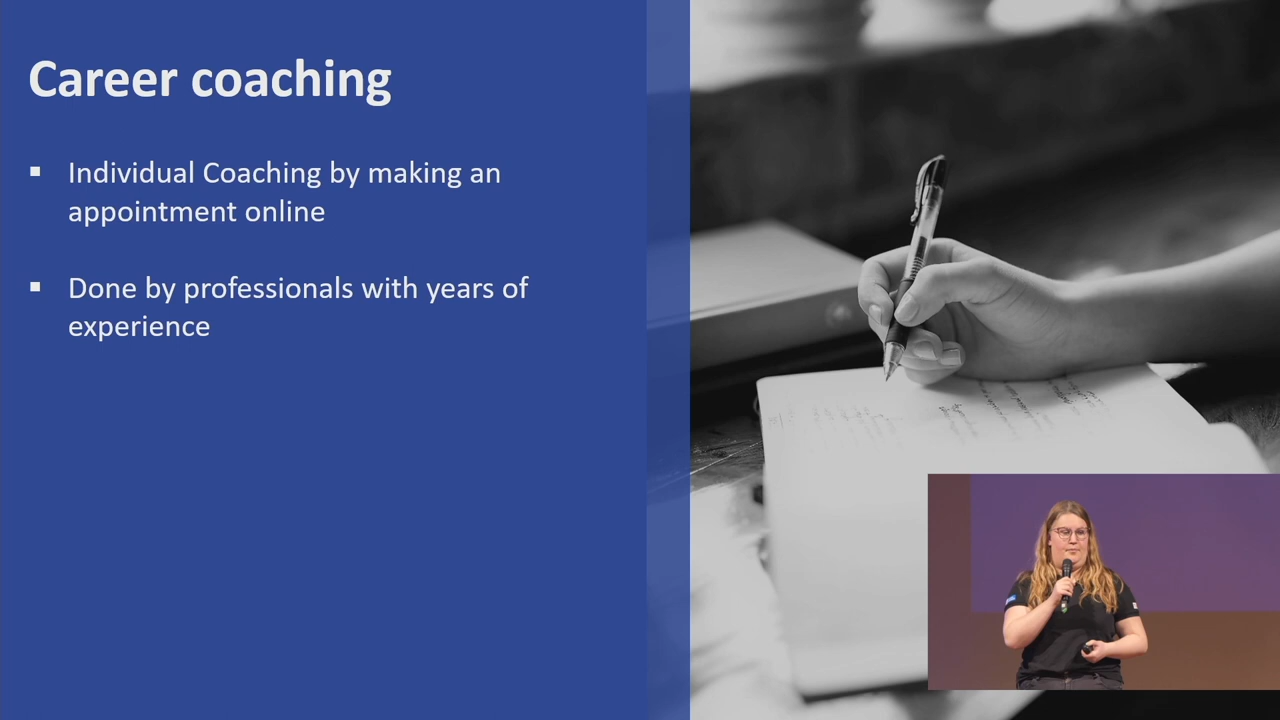 Career coaching
▪ Individual Coaching by making an
appointment online
▪ Done by professionals with years of
experience